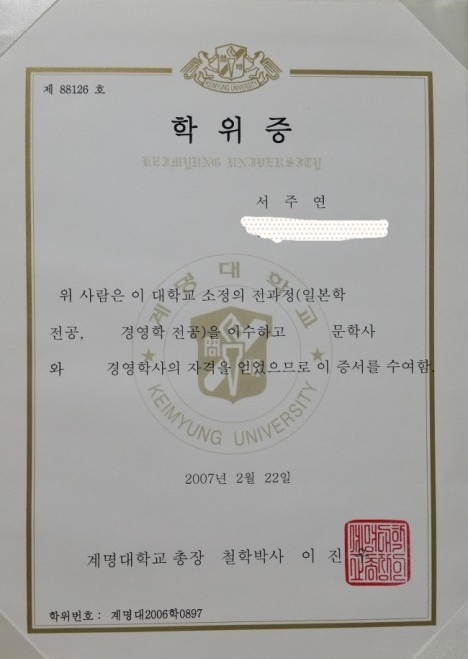 KEIMYUNG UNIVERSITY
제 88126 호
학위증
KEIMYUNG UNIVERSITY
서 주 연
계명대학교
위 사람은 이 대학교 소정의 전과정(일본학
전공, 경영학 전공)을 이수하고 문학사
와 경영학사의 자격을 얻었으므로 이 증서를 수여함.
KEIMYUNG UNIVERSITY
2007년 2월 22일
계명대학교 총장 철학박사 이 진
학위번호 : 계명대2006학0897